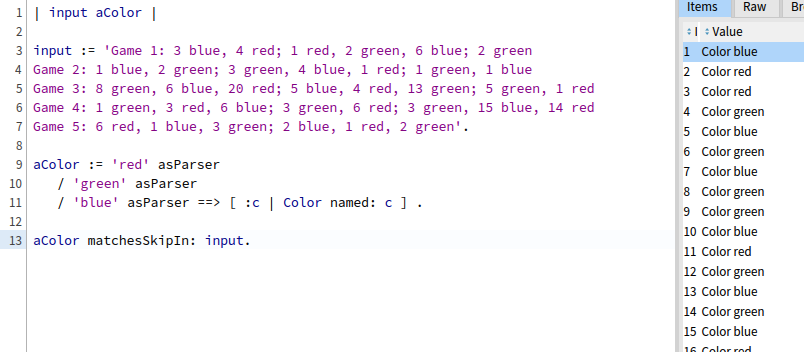 1 | input aColor |
2
3 input := 'Game 1: 3 blue, 4 red; 1 red, 2 green, 6 blue; 2 green
4 Game 2: 1 blue, 2 green; 3 green, 4 blue, 1 red; 1 green, 1 blue
5 Game 3: 8 green, 6 blue, 20 red; 5 blue, 4 red, 13 green; 5 green, 1 red
6 Game 4: 1 green, 3 red, 6 blue; 3 green, 6 red; 3 green, 15 blue, 14 red
7 Game 5: 6 red, 1 blue, 3 green; 2 blue, 1 red, 2 green'.
8
9 aColor := 'red' asParser
10 / 'green' asParser
11 / 'blue' asParser ==> [ :c | Color named: c ] .
12
13 aColor matchesSkipIn: input.
Items Raw Br
I Value
1 Color blue
2 Color red
3 Color red
4 Color green
5 Color blue
6 Color green
7 Color blue
8 Color green
9 Color green
10 Color blue
11 Color red
12 Color green
13 Color blue
14 Color green
15 Color blue
16 Color red